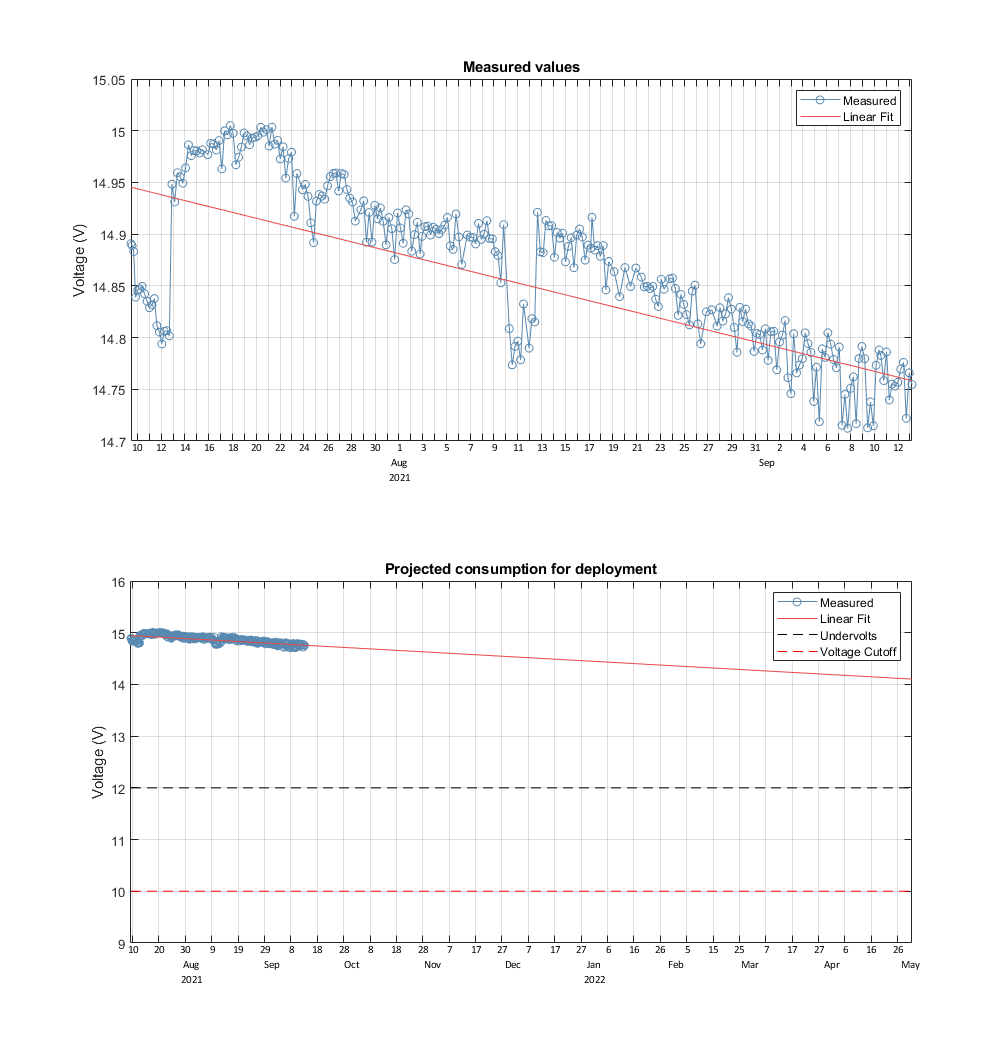 Measured values
15.05
15
14.95
14.9
14.85
14.8
14.75
14.7
Voltage (V)
Measured
Linear Fit
10 12 14 16 18 20 22 24 26 28 30 1 3 5 7 9 11 13 15 17 19 21 23 25 27 29 31 2 4 6 8 10 12
Aug Sep
2021
Projected consumption for deployment
16
15
14
13
12
11
10
9
Voltage (V)
Measured
Linear Fit
Undervolts
Voltage Cutoff
10 20 30 9 19 29 8 18 28 8 18 28 7 17 27 7 17 27 6 16 26 5 15 25 7 17 27 6 16 26
Aug Sep Oct Nov Dec Jan Feb Mar Apr May
2021 2022